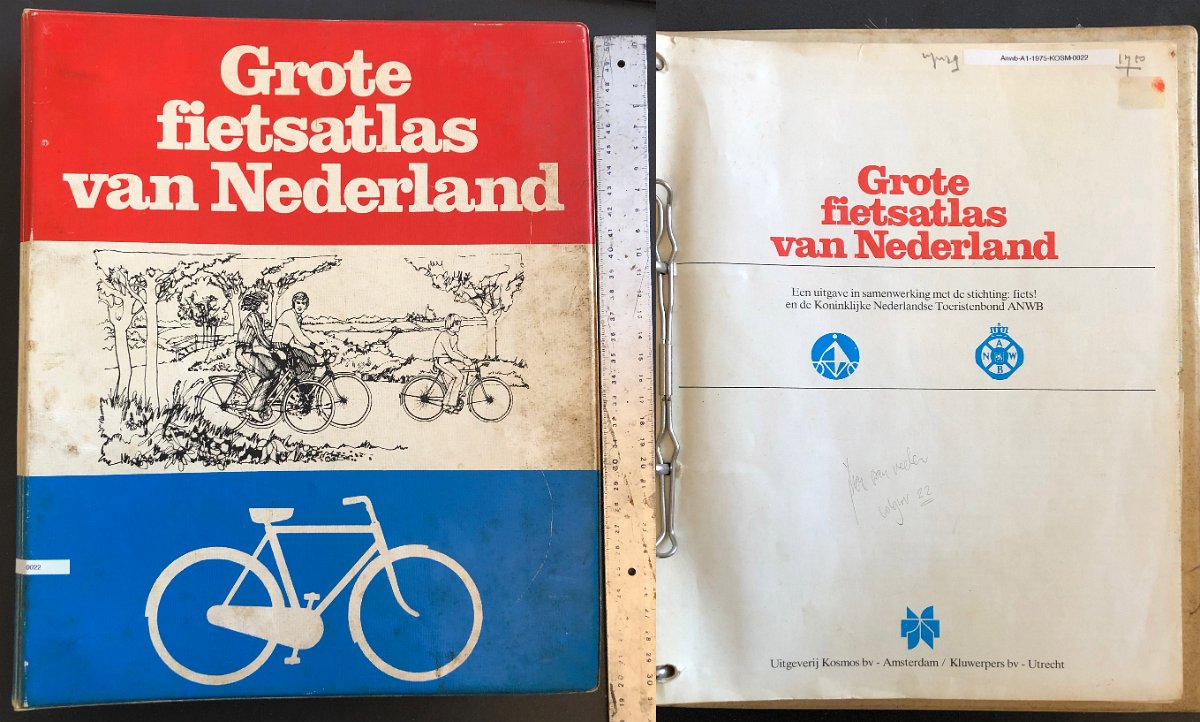 Grote
fietsatlas
van Nederland
0022
Anwb-A1-1975-KOSM-0022
Grote
fietsatlas
van Nederland
Een uitgave in samenwerking met de stichting: fiets!
en de Koninklijke Nederlandse Toeristenbond ANWB
A
N W
B
22
Uitgeverij Kosmos bv - Amsterdam / Kluwerpers bv - Utrecht